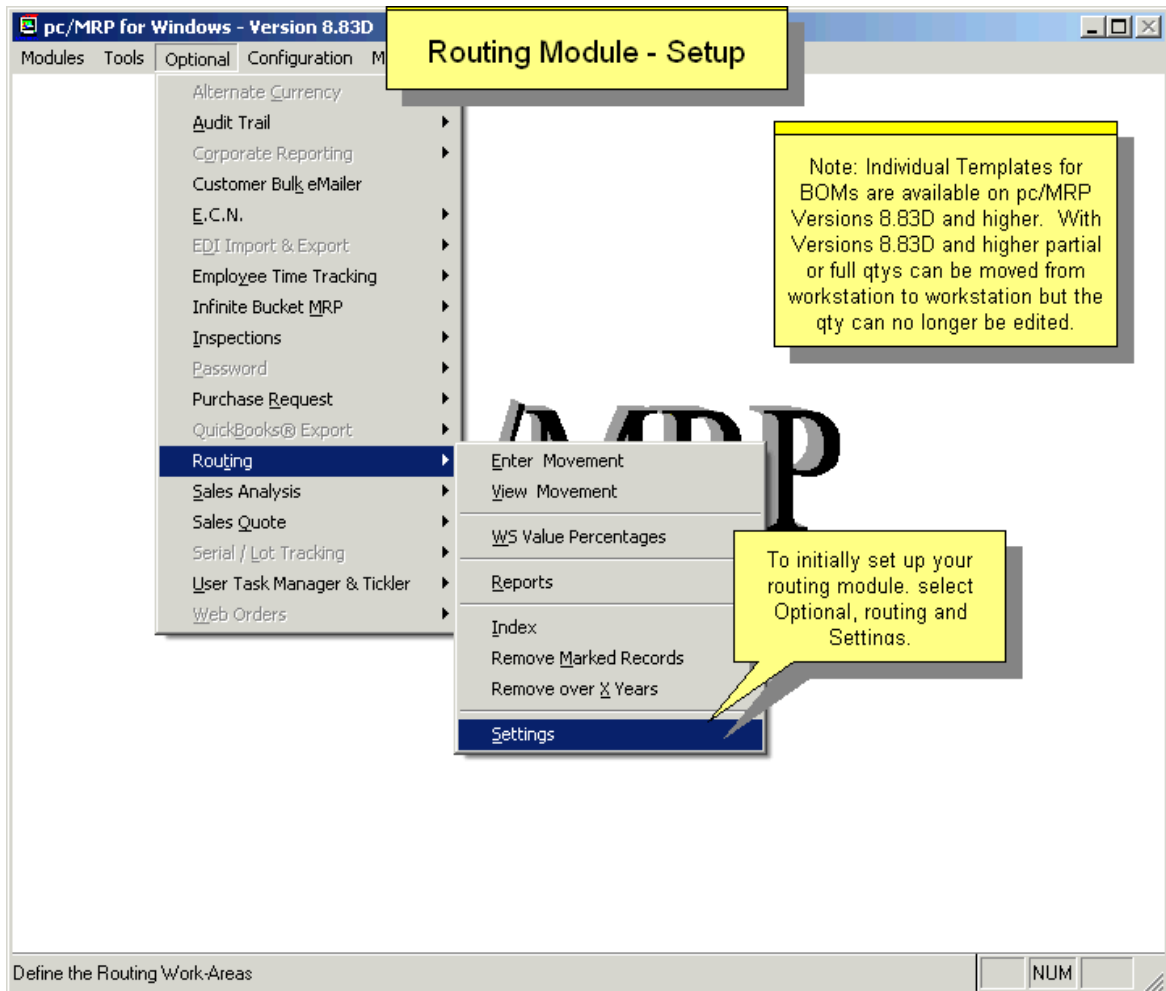 pc/MRP for Windows - Version 8.83D
Modules Tools Optional Configuration M
Routing Module - Setup
Alternate Currency
Audit Trail
Corporate Reporting
Customer Bulk eMailer
E.C.N.
EDI Import & Export
Employee Time Tracking
Infinite Bucket MRP
Inspections
Password
Purchase Request
QuickBooks® Export
Routing
Sales Analysis
Sales Quote
Serial / Lot Tracking
User Task Manager & Tickler
Web Orders
Note: Individual Templates for
BOMs are available on pc/MRP
Versions 8.83D and higher. With
Versions 8.83D and higher partial
or full qtys can be moved from
workstation to workstation but the
qty can no longer be edited.
/MRP
Enter Movement
View Movement
WS Value Percentages
Reports
Index
Remove Marked Records
Remove over X Years
Settings
To initially set up your
routing module. select
Optional, routing and
Settings.
Define the Routing Work-Areas
NUM